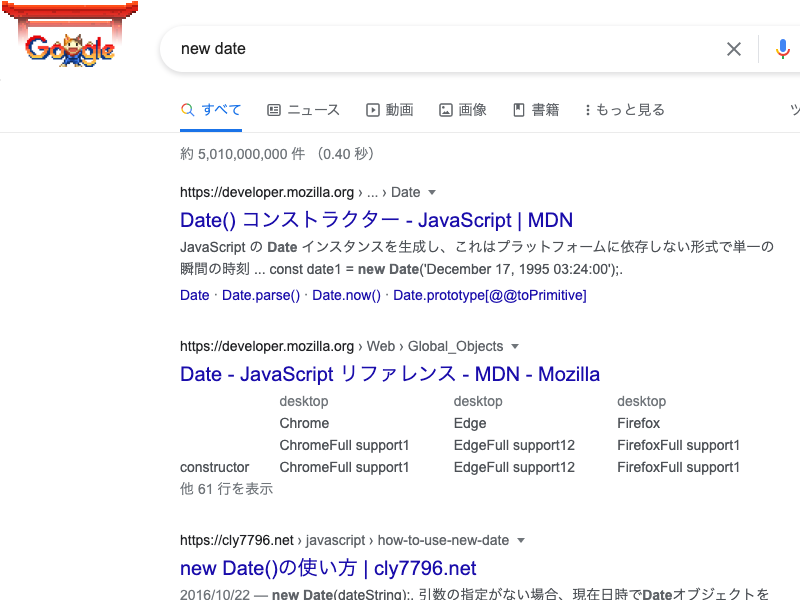 Google
new date
すべて ニュース 動画 画像 書籍 もっと見る ツ
約 5,010,000,000 件 （0.40 秒）
https://developer.mozilla.org › ... › Date
Date() コンストラクター - JavaScript | MDN
JavaScript の Date インスタンスを生成し、これはプラットフォームに依存しない形式で単一の
瞬間の時刻 ... const date1 = new Date('December 17, 1995 03:24:00');.
Date · Date.parse() · Date.now() · Date.prototype[@@toPrimitive]
https://developer.mozilla.org › Web › Global_Objects
Date - JavaScript リファレンス - MDN - Mozilla
desktop desktop desktop
Chrome Edge Firefox
ChromeFull support1 EdgeFull support12 FirefoxFull support1
constructor ChromeFull support1 EdgeFull support12 FirefoxFull support1
他 61 行を表示
https://cly7796.net › javascript › how-to-use-new-date
new Date()の使い方 | cly7796.net
2016/10/22 — new Date(dateString);. 引数の指定がない場合、現在日時でDateオブジェクトを